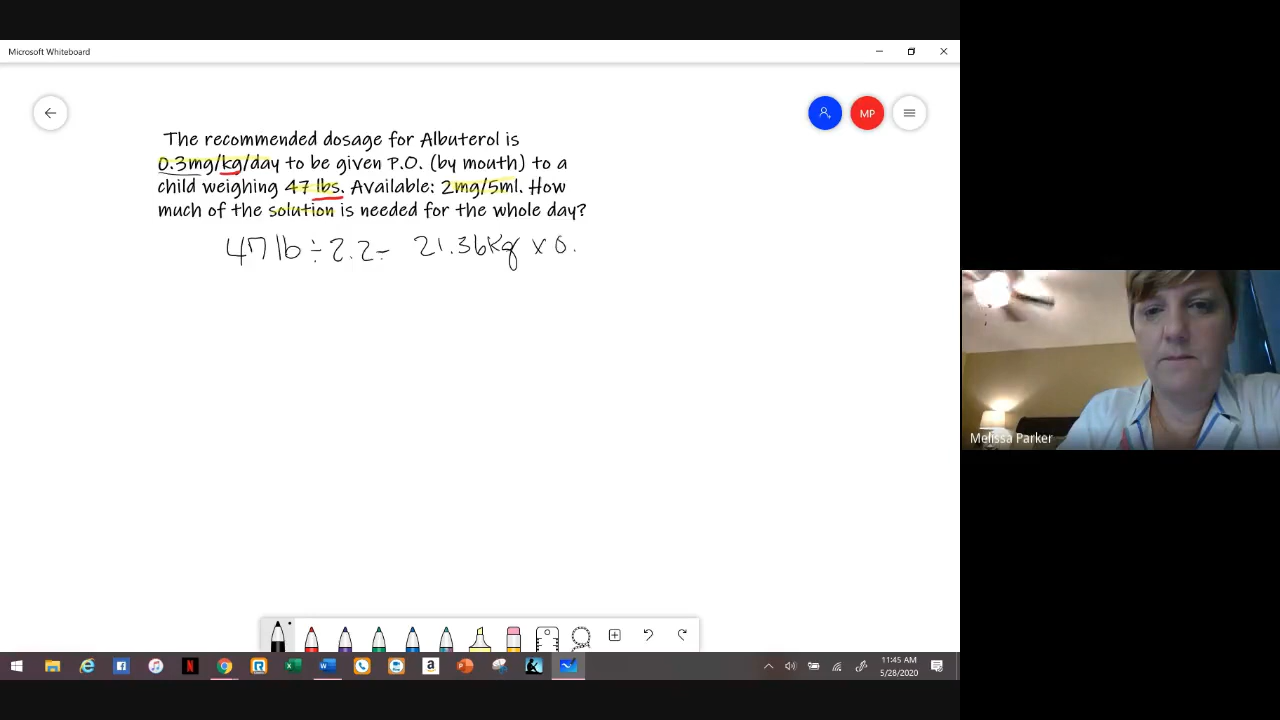 Microsoft Whiteboard
MP
The recommended dosage for Albuterol is
0.3mg/kg/day to be given P.O. (by mouth) to a
child weighing 47 lbs. Available: 2mg/5ml. How
much of the solution is needed for the whole day?
47 lb ÷ 2.2= 21.36Kg x 0.
Melissa Parker
11:45 AM
5/28/2020